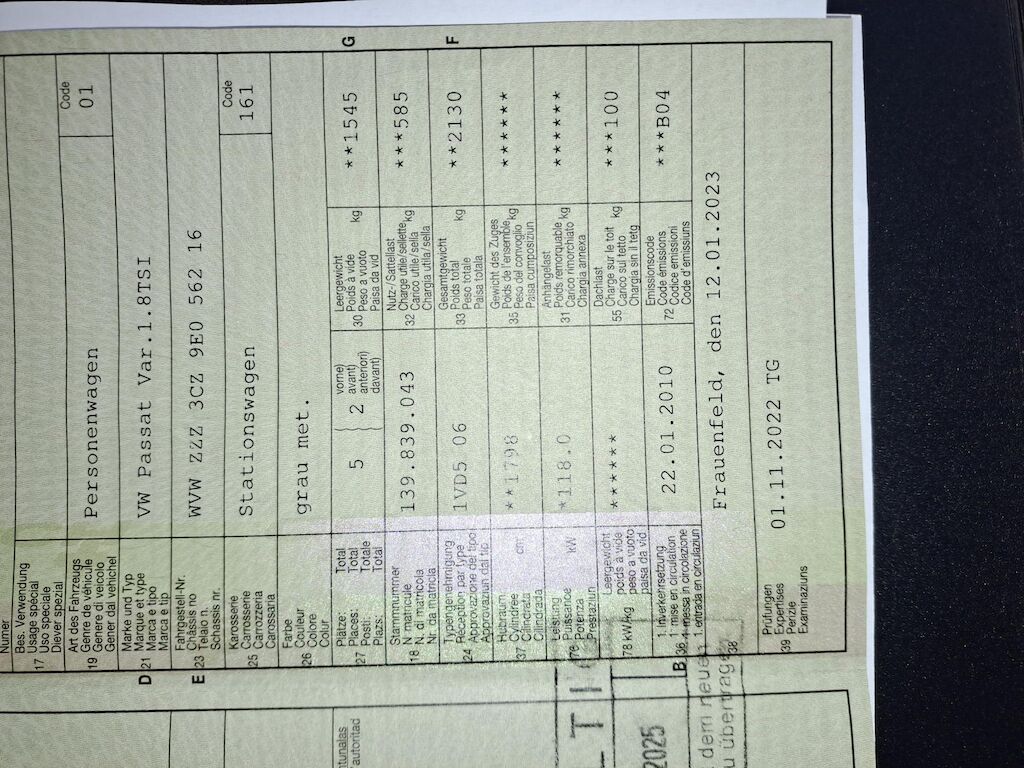 Numer
Bes. Verwendung
Usage spécial
17 Uso speciale
Diever spezial
Art des Fahrzeugs
Genre de véhicule
19 Genere di veicolo
Gener dal vehichel
Personenwagen
Code
01
Marke und Typ
Marque et type
D 21 Marca e tipo
Marca e tip
VW Passat Var.1.8TSI
Fahrgestell-Nr.
Châssis no
E 23 Telaio n.
Schassis nr.
WVW ZZZ 3CZ 9E0 562 16
Karosserie
Carrosserie
25 Carrozzeria
Carossaria
Stationswagen
Code
161
Farbe
Couleur
26 Colore
Colur
grau met.
Plätze: Total
Places: Total
27 Posti: Totale
Plazs: Total
5
2
vorne)
avant)
anteriori)
davant)
Leergewicht
Poids à vide
30 Peso a vuoto kg
Paisa da vid
**1545
G
Stammnummer
N matricule
18 N. di matricola
Nr. da matricla
139.839.043
Nutz-/Sattellast
Charge utile/sellette
32 Carico utile/sella kg
Chargia utila/sella
***585
Typengenehmigung
Réception par type
24 Approvazione del tipo
Approvaziun dal tip
1VD5 06
Gesamtgewicht
Poids total
33 Peso totale kg
Paisa totala
**2130
F
Hubraum
Cylindrée
37 Cilindrata cm³
Cilindrada
**1798
Gewicht des Zuges
Poids de l'ensemble
35 Peso del convoglio kg
Paisa cumposiziun
******
Leistung
Puissance
76 Potenza kW
Prestaziun
*118.0
Anhängelast
Poids remorquable
31 Carico rimorchiato kg
Chargia annexa
******
Leergewicht
poids à vide
78 kW/kg peso a vuoto
paisa da vid
******
Dachlast
Charge sur le toit
55 Carico sul tetto kg
Chargia sin il tetg
***100
1. Inverkehrsetzung
1. mise en circulation
B 36 1. messa in circolazione
1. entrada en circulaziun
22.01.2010
Emissionscode
Code émissions
72 Codice emissioni
Code d'emissiuns
***B04
38
Frauenfeld, den 12.01.2023
Prüfungen
Expertises
39 Perizie
Examinaziuns
01.11.2022 TG
2025
dem neuen
übertrage